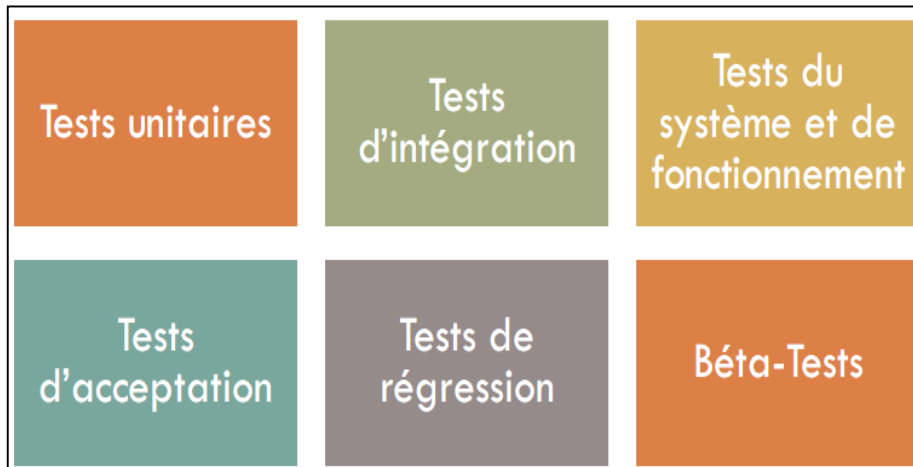 Tests unitaires
Tests
d'intégration
Tests du
système et de
fonctionnement
Tests
d'acceptation
Tests de
régression
Béta-Tests